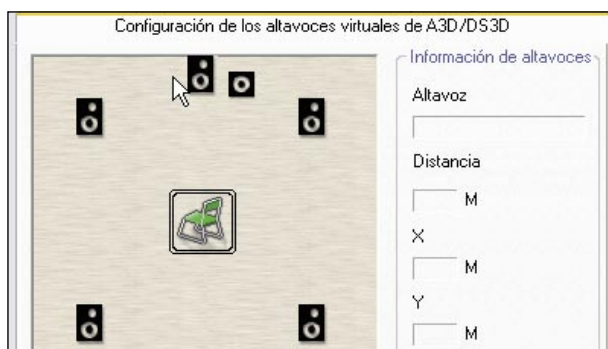 Configuración de los altavoces virtuales de A3D/DS3D
Información de altavoces
Altavoz
Distancia
M
X
M
Y
M